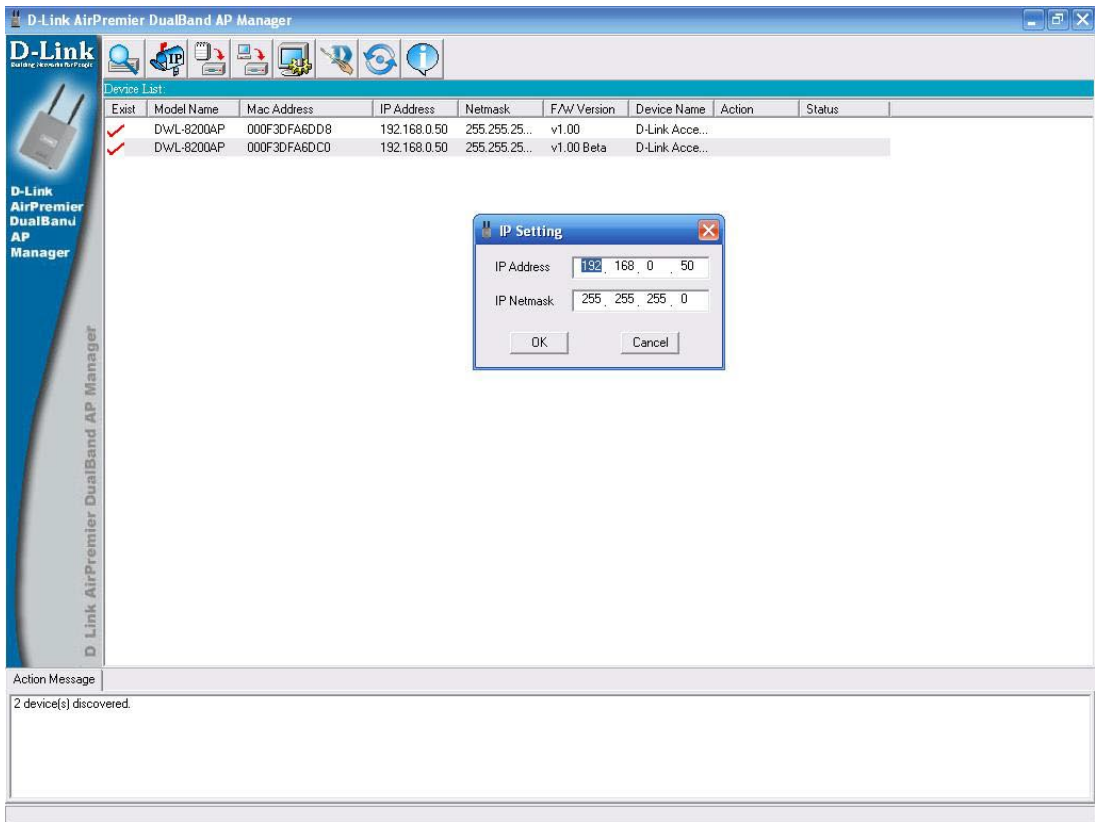 D-Link AirPremier DualBand AP Manager
D-Link
Building Networks for People
IP
Device List:
Exist Model Name Mac Address IP Address Netmask F/W Version Device Name Action Status
DWL-8200AP 000F3DFA6DD8 192.168.0.50 255.255.25... v1.00 D-Link Acce...
DWL-8200AP 000F3DFA6DC0 192.168.0.50 255.255.25... v1.00 Beta D-Link Acce...
D-Link
AirPremier
DualBand
AP
Manager
IP Setting
IP Address 192 . 168 . 0 . 50
IP Netmask 255 . 255 . 255 . 0
OK Cancel
D Link AirPremier DualBand AP Manager
Action Message
2 device(s) discovered.